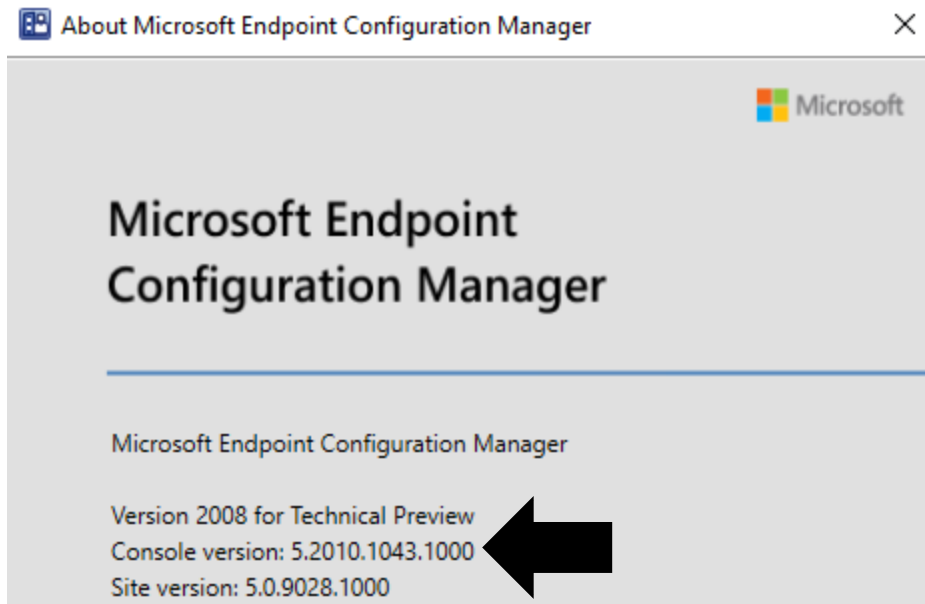 About Microsoft Endpoint Configuration Manager
Microsoft
Microsoft Endpoint
Configuration Manager
Microsoft Endpoint Configuration Manager
Version 2008 for Technical Preview
Console version: 5.2010.1043.1000
Site version: 5.0.9028.1000